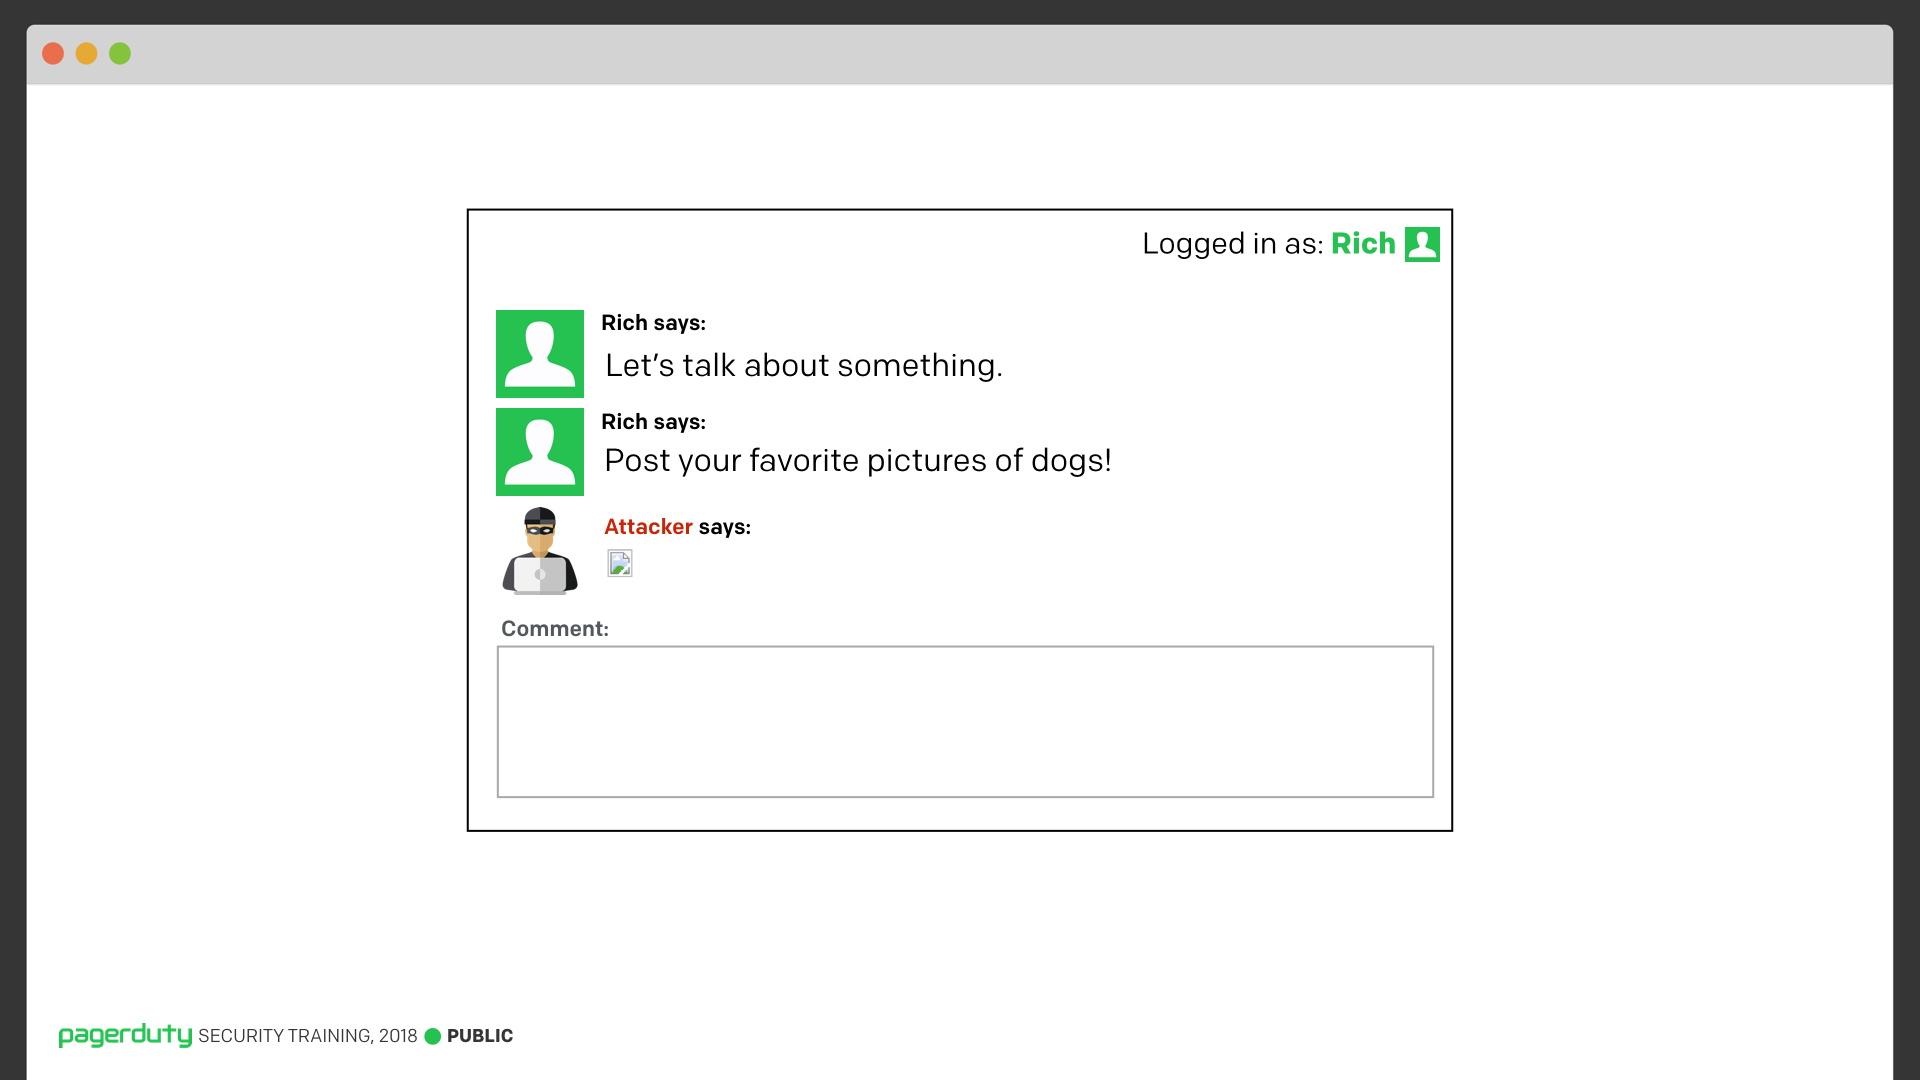 Logged in as: Rich
Rich says:
Let’s talk about something.
Rich says:
Post your favorite pictures of dogs!
Attacker says:
Comment:
pagerduty SECURITY TRAINING, 2018 PUBLIC